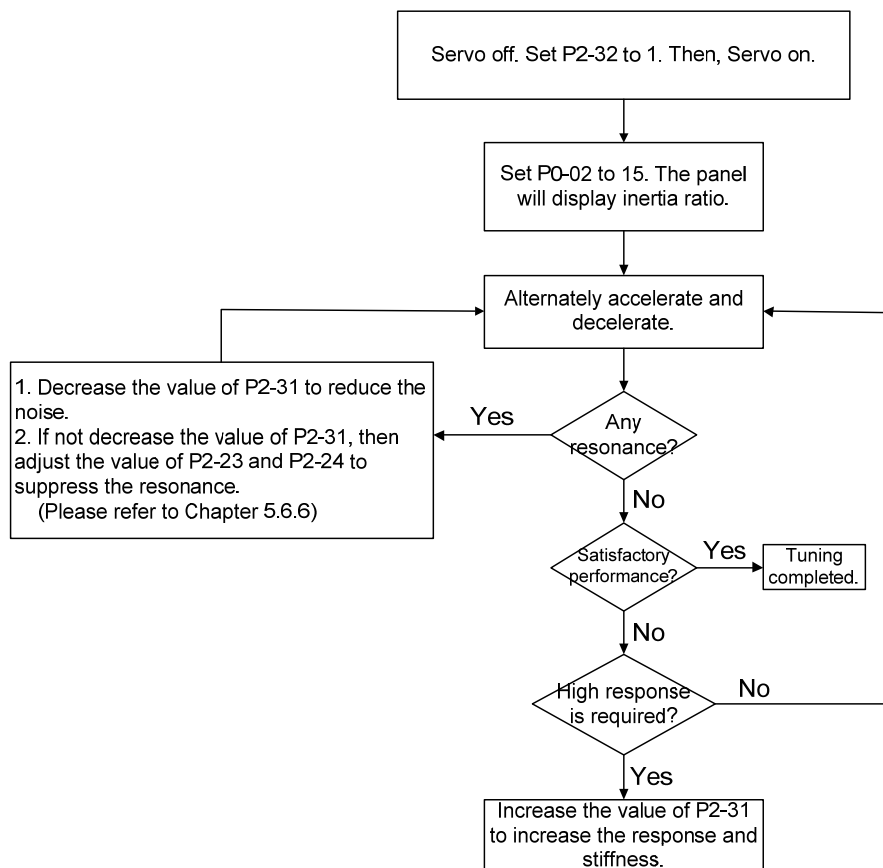 Servo off. Set P2-32 to 1. Then, Servo on.
Set P0-02 to 15. The panel
will display inertia ratio.
Alternately accelerate and
decelerate.
1. Decrease the value of P2-31 to reduce the
noise.
2. If not decrease the value of P2-31, then
adjust the value of P2-23 and P2-24 to
suppress the resonance.
(Please refer to Chapter 5.6.6)
Yes
Any
resonance?
No
Satisfactory
performance?
Yes
Tuning
completed.
No
High response
is required?
No
Yes
Increase the value of P2-31
to increase the response and
stiffness.